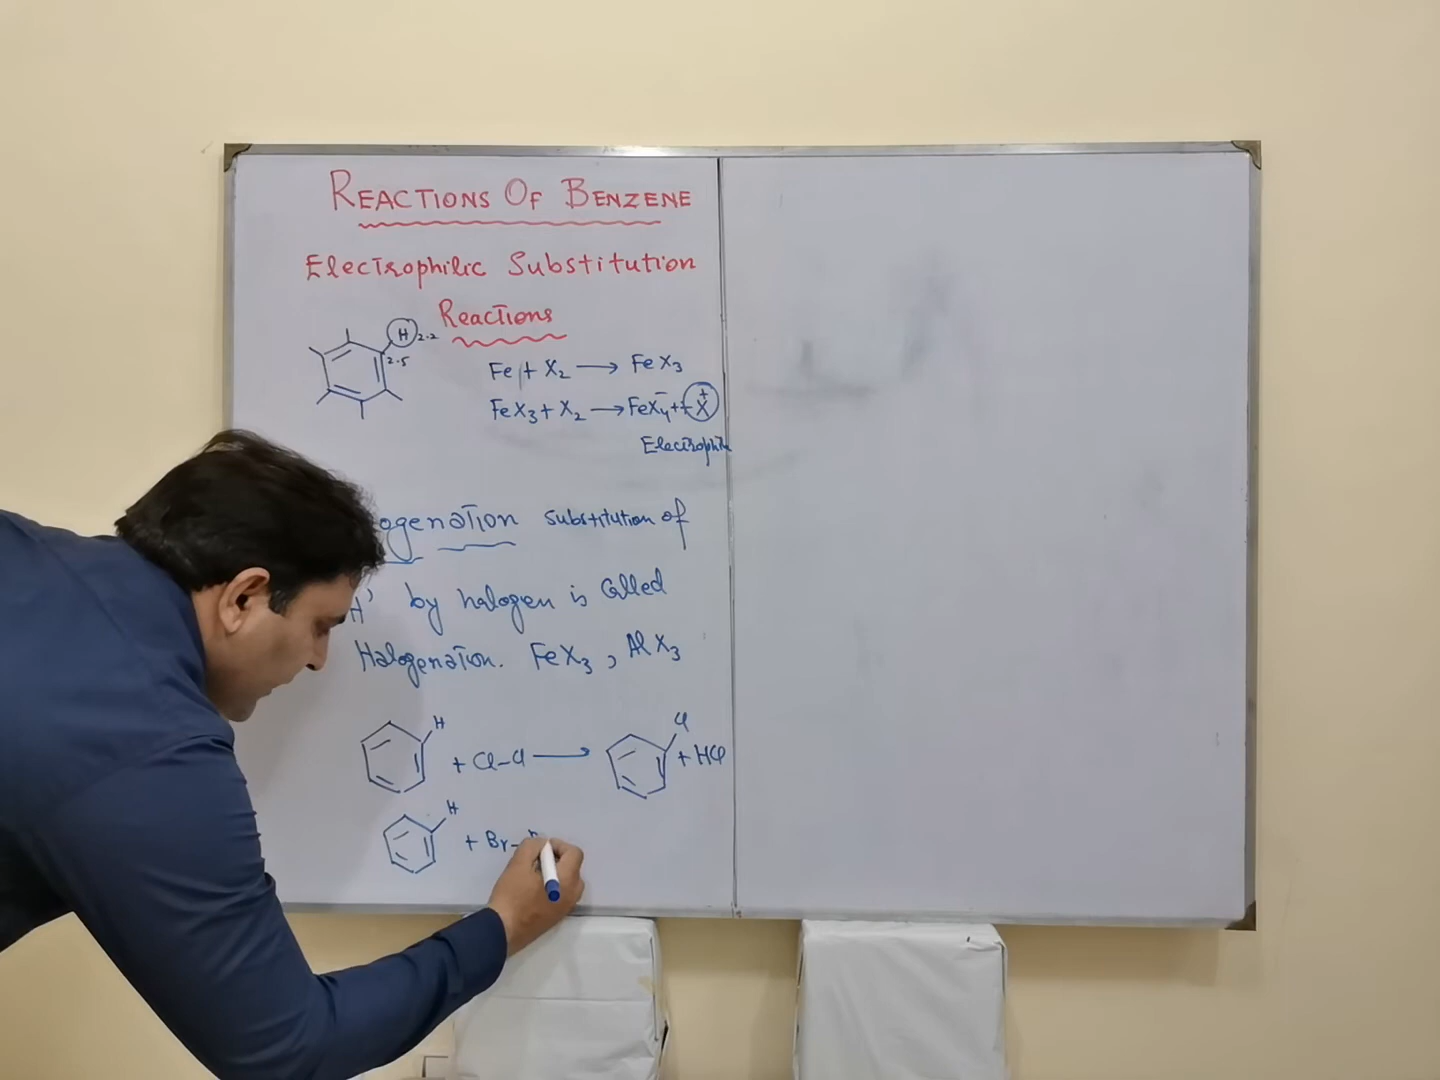 REACTIONS OF BENZENE
Electrophilic Substitution
Reactions
H 2.2
2.5
Fe + X₂ ⟶ FeX₃
FeX₃ + X₂ ⟶ FeX₄⁻ + X⁺
ogenation substitution of
H' by halogen is Called
Halogenation. FeX₃, AlX₃
H
+ Cl–Cl ⟶ Cl + HCl
H
+ Br–